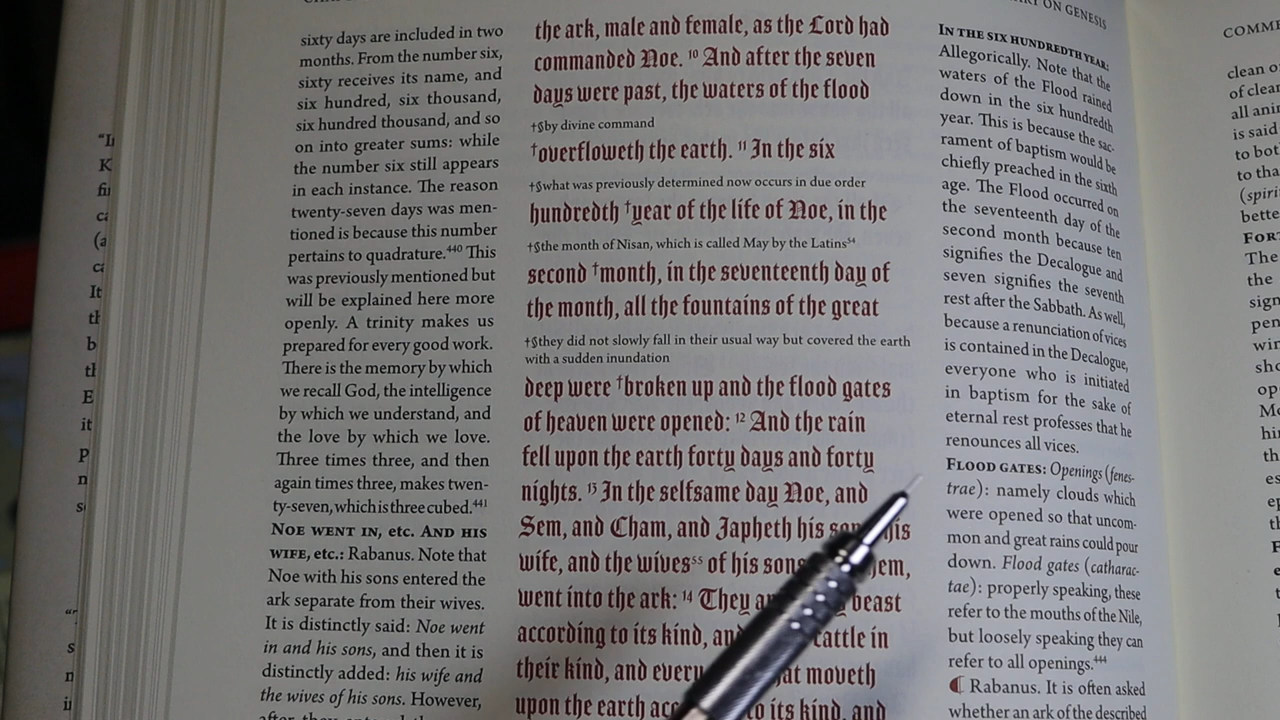 sixty days are included in two
months. From the number six,
sixty receives its name, and
six hundred, six thousand,
six hundred thousand, and so
on into greater sums: while
the number six still appears
in each instance. The reason
twenty-seven days was men-
tioned is because this number
pertains to quadrature.440 This
was previously mentioned but
will be explained here more
openly. A trinity makes us
prepared for every good work.
There is the memory by which
we recall God, the intelligence
by which we understand, and
the love by which we love.
Three times three, and then
again times three, makes twen-
ty-seven, which is three cubed.441
NOE WENT IN, etc. AND HIS
WIFE, etc.: Rabanus. Note that
Noe with his sons entered the
ark separate from their wives.
It is distinctly said: Noe went
in and his sons, and then it is
distinctly added: his wife and
the wives of his sons. However,
the ark, male and female, as the Lord had
commanded Noe. 10 And after the seven
days were past, the waters of the flood
†§by divine command
†overfloweth the earth. 11 In the six
†§what was previously determined now occurs in due order
hundredth †year of the life of Noe, in the
†§the month of Nisan, which is called May by the Latins54
second †month, in the seventeenth day of
the month, all the fountains of the great
†§they did not slowly fall in their usual way but covered the earth
with a sudden inundation
deep were †broken up and the flood gates
of heaven were opened: 12 And the rain
fell upon the earth forty days and forty
nights. 13 In the selfsame day Noe, and
Sem, and Cham, and Japheth his his
wife, and the wives55 of his sons
went into the ark: 14 They beast
according to its kind, cattle in
their kind, and every moveth
upon the earth to its kind, and
ON GENESIS
IN THE SIX HUNDREDTH YEAR:
Allegorically. Note that the
waters of the Flood rained
down in the six hundredth
year. This is because the sac-
rament of baptism would be
chiefly preached in the sixth
age. The Flood occurred on
the seventeenth day of the
second month because ten
signifies the Decalogue and
seven signifies the seventh
rest after the Sabbath. As well,
because a renunciation of vices
is contained in the Decalogue,
everyone who is initiated
in baptism for the sake of
eternal rest professes that he
renounces all vices.
FLOOD GATES: Openings (fenes-
trae): namely clouds which
were opened so that uncom-
mon and great rains could pour
down. Flood gates (catharac-
tae): properly speaking, these
refer to the mouths of the Nile,
but loosely speaking they can
refer to all openings.444
¶ Rabanus. It is often asked
whether an ark of the described